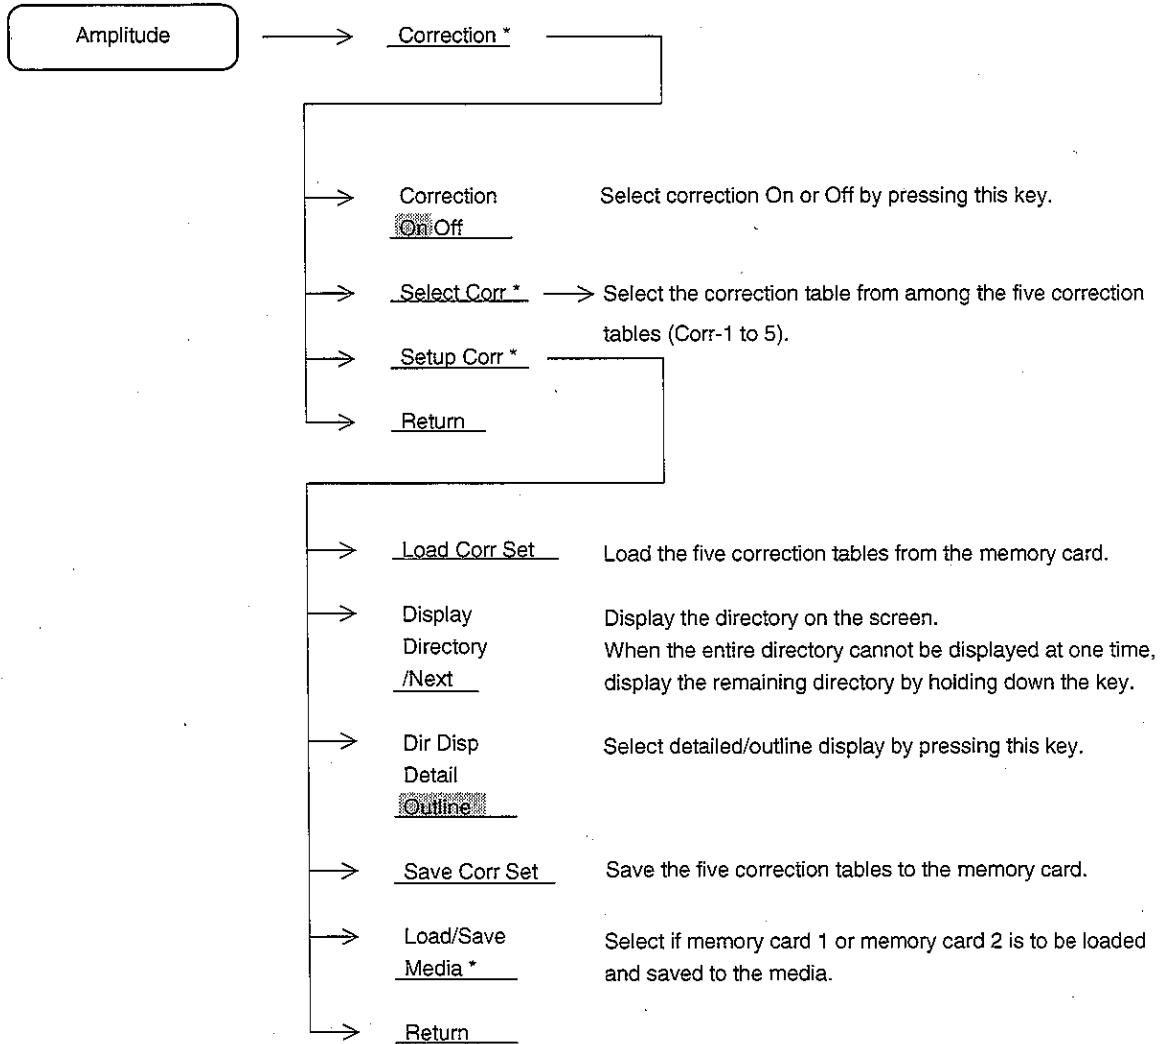 Amplitude
Correction *
Correction
On Off
Select correction On or Off by pressing this key.
Select Corr *
Select the correction table from among the five correction
tables (Corr-1 to 5).
Setup Corr *
Return
Load Corr Set
Load the five correction tables from the memory card.
Display
Directory
/Next
Display the directory on the screen.
When the entire directory cannot be displayed at one time,
display the remaining directory by holding down the key.
Dir Disp
Detail
Outline
Select detailed/outline display by pressing this key.
Save Corr Set
Save the five correction tables to the memory card.
Load/Save
Media *
Select if memory card 1 or memory card 2 is to be loaded
and saved to the media.
Return